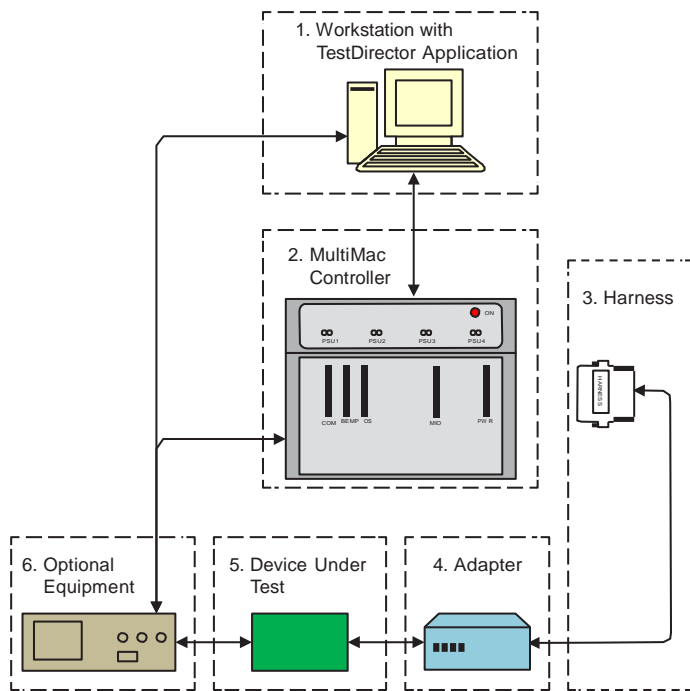 1. Workstation with
TestDirector Application
2. MultiMac
Controller
ON
PSU1 PSU2 PSU3 PSU4
COM BEMP OS MIO PWR
3. Harness
HARNESS
6. Optional
Equipment
5. Device Under
Test
4. Adapter